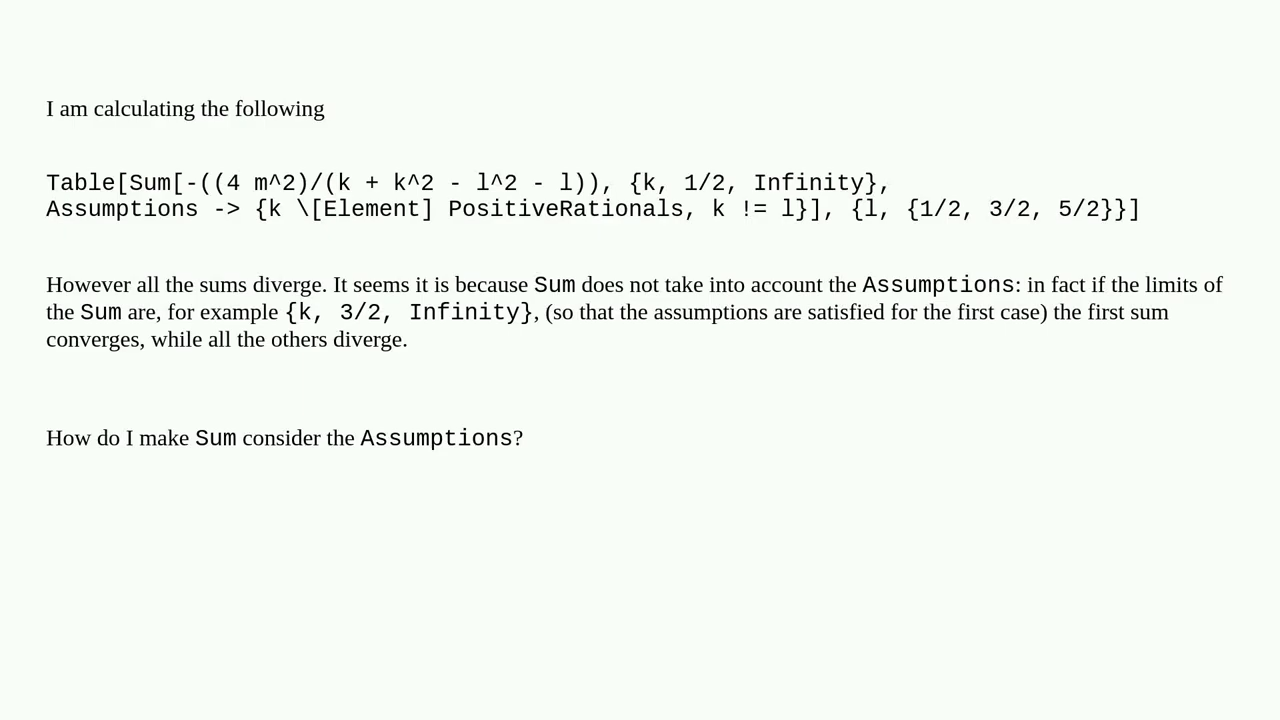 I am calculating the following
Table[Sum[-((4 m^2)/(k + k^2 - l^2 - l)), {k, 1/2, Infinity},
Assumptions -> {k \[Element] PositiveRationals, k != l}], {l, {1/2, 3/2, 5/2}}]
However all the sums diverge. It seems it is because Sum does not take into account the Assumptions: in fact if the limits of
the Sum are, for example {k, 3/2, Infinity}, (so that the assumptions are satisfied for the first case) the first sum
converges, while all the others diverge.
How do I make Sum consider the Assumptions?